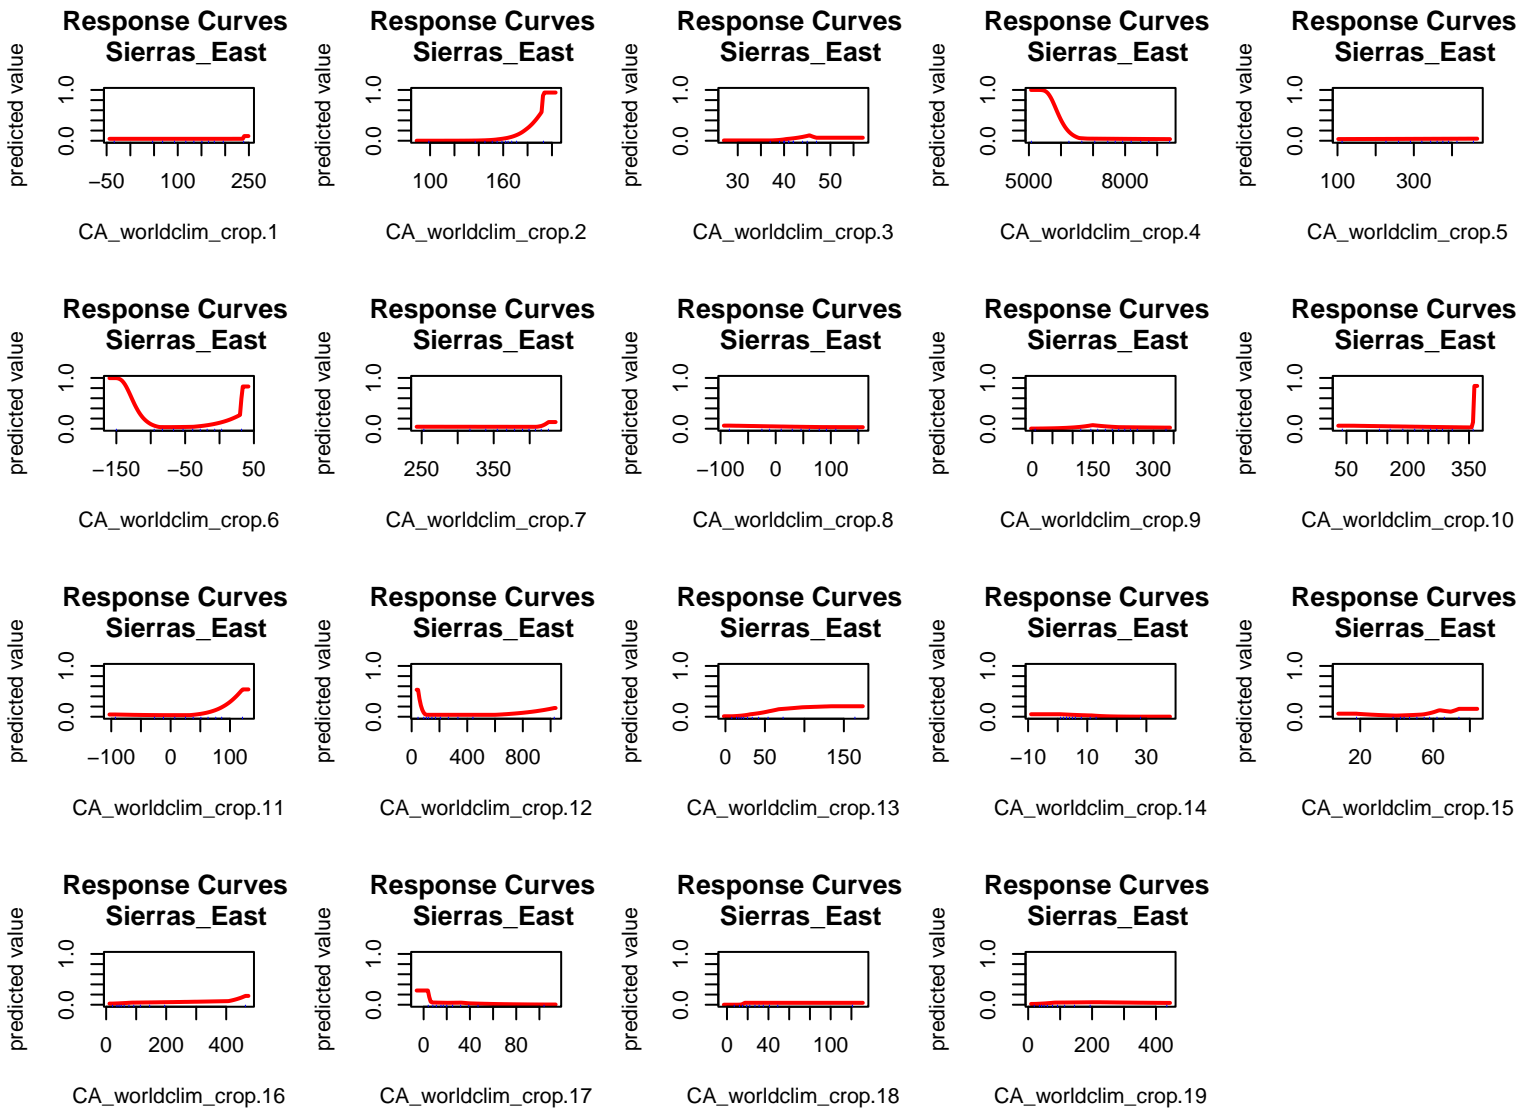 Response Curves
Sierras_East
predicted value
0.0 1.0
-50 100 250
CA_worldclim_crop.1
Response Curves
Sierras_East
predicted value
0.0 1.0
100 160
CA_worldclim_crop.2
Response Curves
Sierras_East
predicted value
0.0 1.0
30 40 50
CA_worldclim_crop.3
Response Curves
Sierras_East
predicted value
0.0 1.0
5000 8000
CA_worldclim_crop.4
Response Curves
Sierras_East
predicted value
0.0 1.0
100 300
CA_worldclim_crop.5
Response Curves
Sierras_East
predicted value
0.0 1.0
-150 -50 50
CA_worldclim_crop.6
Response Curves
Sierras_East
predicted value
0.0 1.0
250 350
CA_worldclim_crop.7
Response Curves
Sierras_East
predicted value
0.0 1.0
-100 0 100
CA_worldclim_crop.8
Response Curves
Sierras_East
predicted value
0.0 1.0
0 150 300
CA_worldclim_crop.9
Response Curves
Sierras_East
predicted value
0.0 1.0
50 200 350
CA_worldclim_crop.10
Response Curves
Sierras_East
predicted value
0.0 1.0
-100 0 100
CA_worldclim_crop.11
Response Curves
Sierras_East
predicted value
0.0 1.0
0 400 800
CA_worldclim_crop.12
Response Curves
Sierras_East
predicted value
0.0 1.0
0 50 150
CA_worldclim_crop.13
Response Curves
Sierras_East
predicted value
0.0 1.0
-10 10 30
CA_worldclim_crop.14
Response Curves
Sierras_East
predicted value
0.0 1.0
20 60
CA_worldclim_crop.15
Response Curves
Sierras_East
predicted value
0.0 1.0
0 200 400
CA_worldclim_crop.16
Response Curves
Sierras_East
predicted value
0.0 1.0
0 40 80
CA_worldclim_crop.17
Response Curves
Sierras_East
predicted value
0.0 1.0
0 40 100
CA_worldclim_crop.18
Response Curves
Sierras_East
predicted value
0.0 1.0
0 200 400
CA_worldclim_crop.19